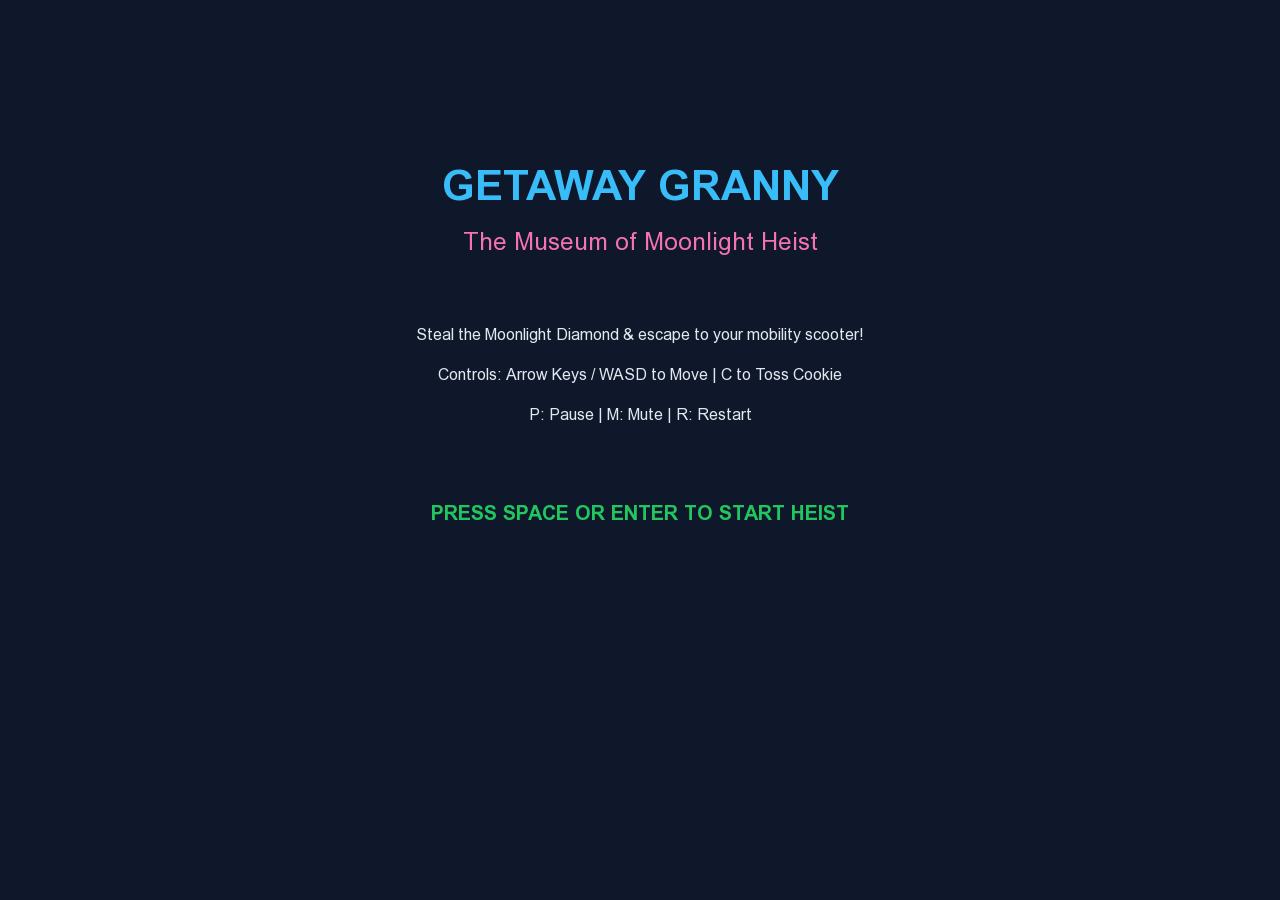 GETAWAY GRANNY
The Museum of Moonlight Heist
Steal the Moonlight Diamond & escape to your mobility scooter!
Controls: Arrow Keys / WASD to Move | C to Toss Cookie
P: Pause | M: Mute | R: Restart
PRESS SPACE OR ENTER TO START HEIST